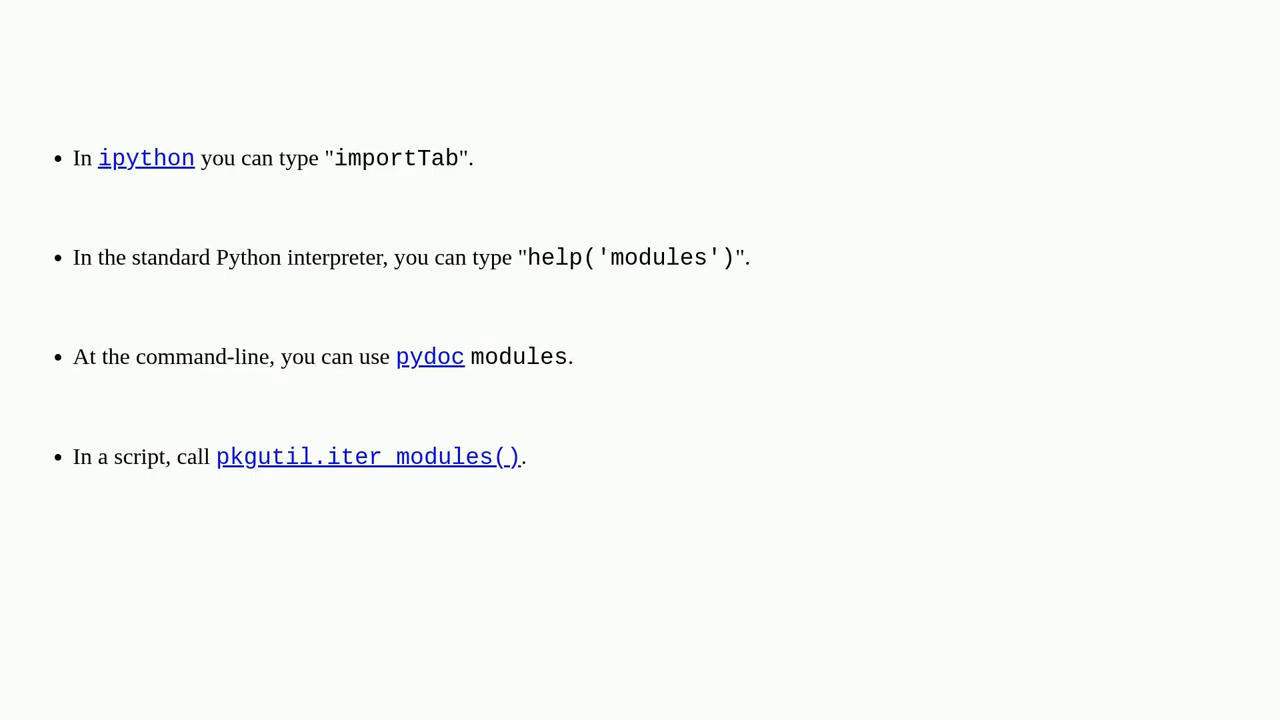 • In ipython you can type "importTab".
• In the standard Python interpreter, you can type "help('modules')".
• At the command-line, you can use pydoc modules.
• In a script, call pkgutil.iter_modules().